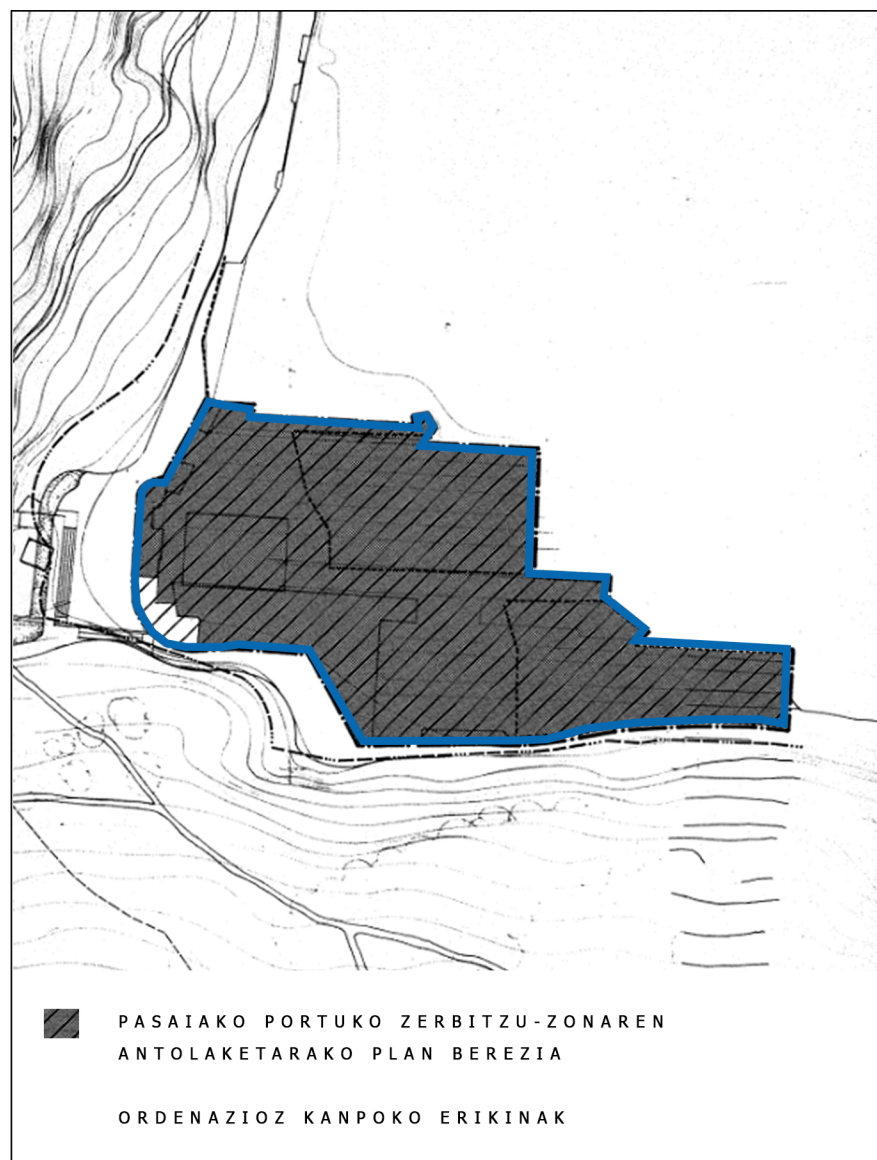 PASAIAKO PORTUKO ZERBITZU-ZONAREN
ANTOLAKETARAKO PLAN BEREZIA
ORDENAZIOZ KANPOKO ERIKINAK